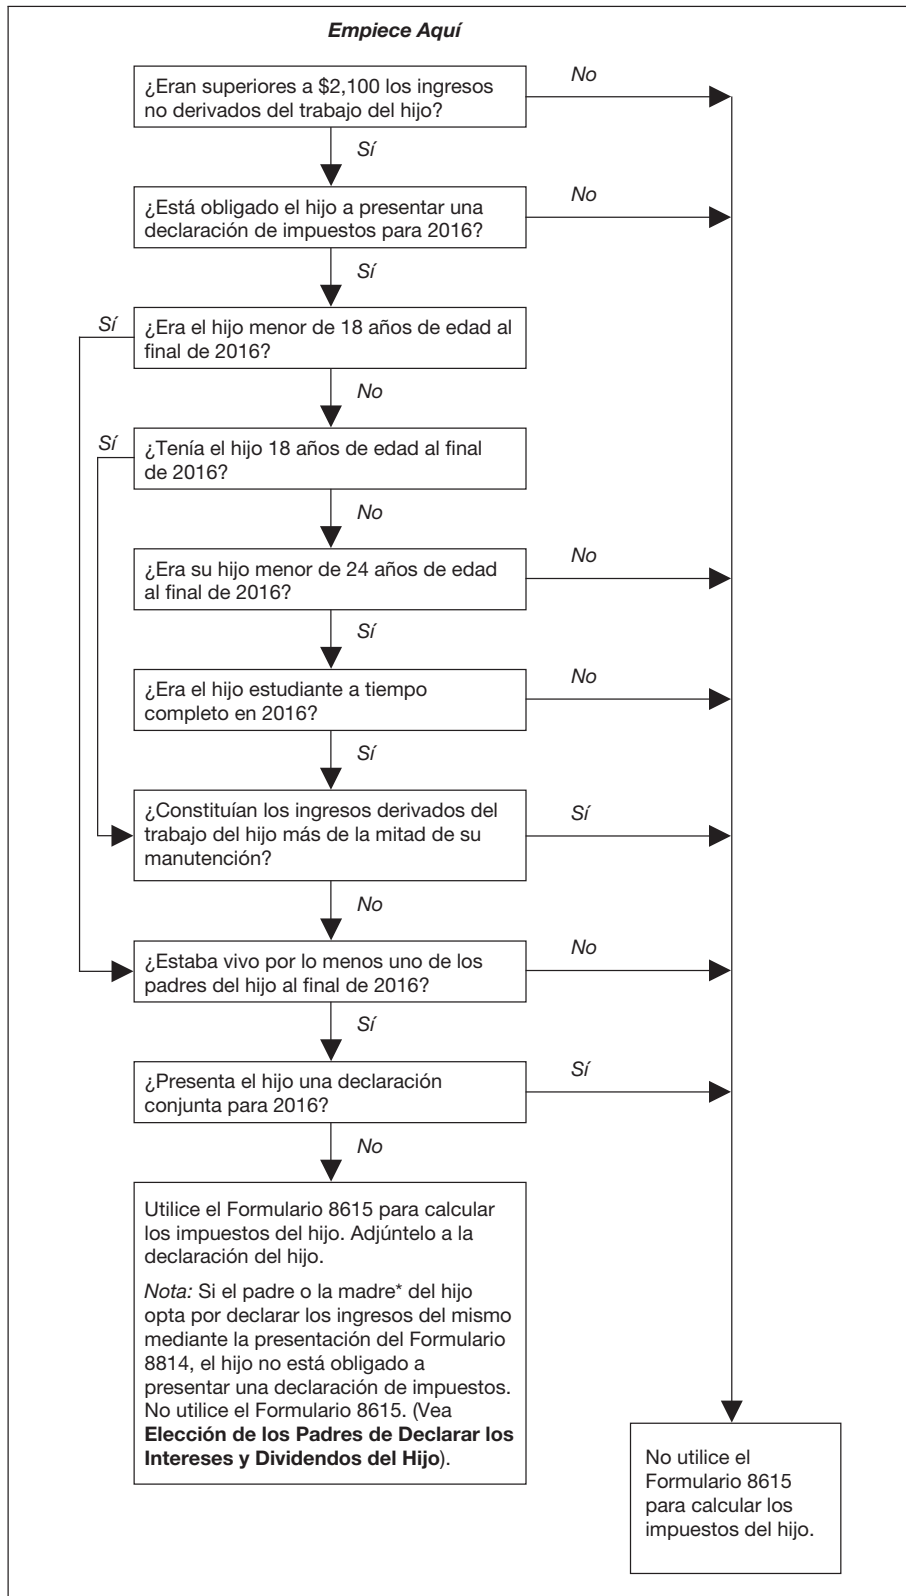 Empiece Aquí
¿Eran superiores a $2,100 los ingresos
no derivados del trabajo del hijo?
No
Sí
¿Está obligado el hijo a presentar una
declaración de impuestos para 2016?
No
Sí
Sí
¿Era el hijo menor de 18 años de edad al
final de 2016?
No
Sí
¿Tenía el hijo 18 años de edad al final
de 2016?
No
¿Era su hijo menor de 24 años de edad
al final de 2016?
No
Sí
¿Era el hijo estudiante a tiempo
completo en 2016?
No
Sí
¿Constituían los ingresos derivados del
trabajo del hijo más de la mitad de su
manutención?
Sí
No
¿Estaba vivo por lo menos uno de los
padres del hijo al final de 2016?
No
Sí
¿Presenta el hijo una declaración
conjunta para 2016?
Sí
No
Utilice el Formulario 8615 para calcular
los impuestos del hijo. Adjúntelo a la
declaración del hijo.
Nota: Si el padre o la madre* del hijo
opta por declarar los ingresos del mismo
mediante la presentación del Formulario
8814, el hijo no está obligado a
presentar una declaración de impuestos.
No utilice el Formulario 8615. (Vea
Elección de los Padres de Declarar los
Intereses y Dividendos del Hijo).
No utilice el
Formulario 8615
para calcular los
impuestos del hijo.